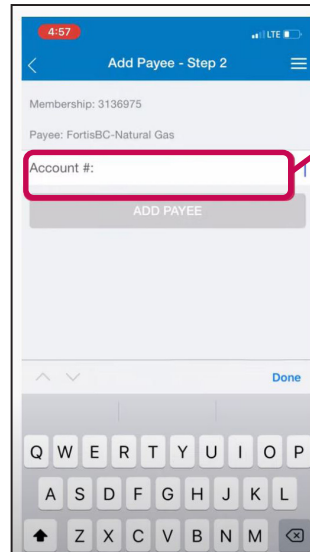 4:57 LTE
Add Payee - Step 2
Membership: 3136975
Payee: FortisBC-Natural Gas
Account #:
ADD PAYEE
Done
Q W E R T Y U I O P
A S D F G H J K L
Z X C V B N M